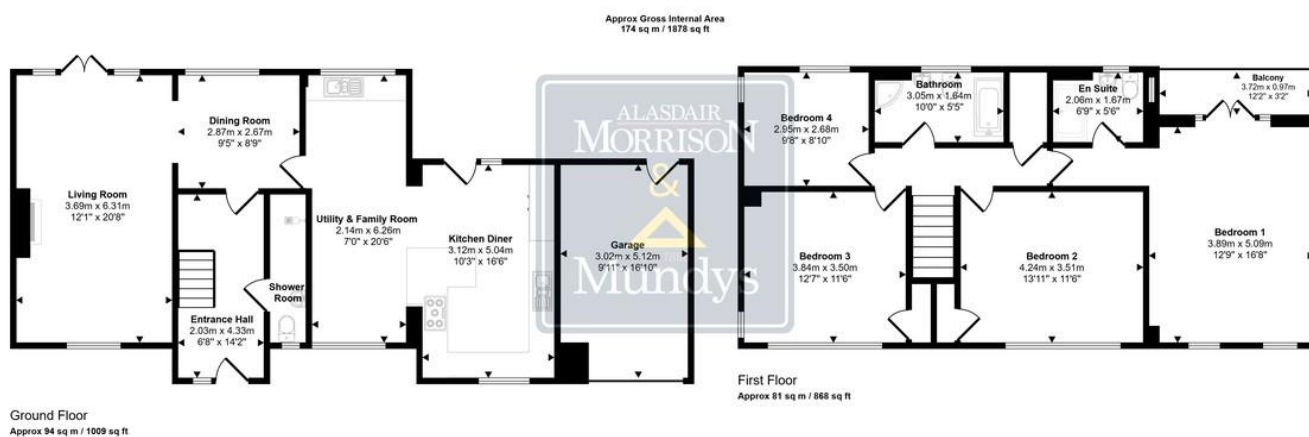 Approx Gross Internal Area
174 sq m / 1878 sq ft
Living Room
3.69m x 6.31m
12'1" x 20'8"
Dining Room
2.87m x 2.67m
9'5" x 8'9"
Utility & Family Room
2.14m x 6.26m
7'0" x 20'6"
Kitchen Diner
3.12m x 5.04m
10'3" x 16'6"
Garage
3.02m x 5.12m
9'11" x 16'10"
Shower
Room
Entrance Hall
2.03m x 4.33m
6'8" x 14'2"
Ground Floor
Approx 94 sq m / 1009 sq ft
ALASDAIR
MORRISON
&
Mundys
Bedroom 4
2.95m x 2.68m
9'8" x 8'10"
Bathroom
3.05m x 1.64m
10'0" x 5'5"
En Suite
2.06m x 1.67m
6'9" x 5'6"
Balcony
3.72m x 0.97m
12'2" x 3'2"
Bedroom 3
3.84m x 3.50m
12'7" x 11'6"
Bedroom 2
4.24m x 3.51m
13'11" x 11'6"
Bedroom 1
3.89m x 5.09m
12'9" x 16'8"
First Floor
Approx 81 sq m / 868 sq ft